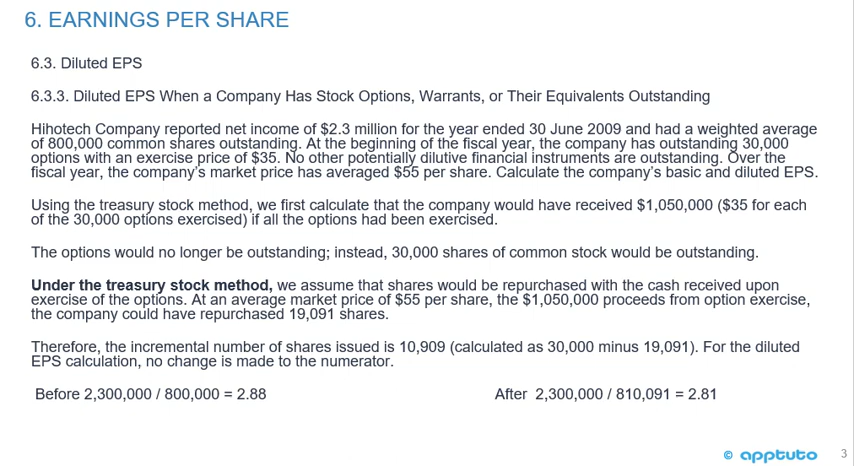 6. EARNINGS PER SHARE
6.3. Diluted EPS
6.3.3. Diluted EPS When a Company Has Stock Options, Warrants, or Their Equivalents Outstanding
Hihotech Company reported net income of $2.3 million for the year ended 30 June 2009 and had a weighted average
of 800,000 common shares outstanding. At the beginning of the fiscal year, the company has outstanding 30,000
options with an exercise price of $35. No other potentially dilutive financial instruments are outstanding. Over the
fiscal year, the company's market price has averaged $55 per share. Calculate the company's basic and diluted EPS.
Using the treasury stock method, we first calculate that the company would have received $1,050,000 ($35 for each
of the 30,000 options exercised) if all the options had been exercised.
The options would no longer be outstanding; instead, 30,000 shares of common stock would be outstanding.
Under the treasury stock method, we assume that shares would be repurchased with the cash received upon
exercise of the options. At an average market price of $55 per share, the $1,050,000 proceeds from option exercise,
the company could have repurchased 19,091 shares.
Therefore, the incremental number of shares issued is 10,909 (calculated as 30,000 minus 19,091). For the diluted
EPS calculation, no change is made to the numerator.
Before 2,300,000 / 800,000 = 2.88
After 2,300,000 / 810,091 = 2.81
© apptuto
3